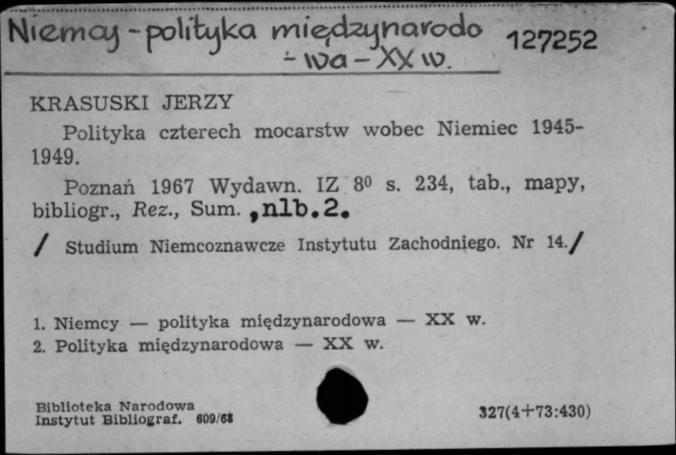 Niemcy - polityka międzynarodo
- wa - XX w.
127252
KRASUSKI JERZY
Polityka czterech mocarstw wobec Niemiec 1945-
1949.
Poznań 1967 Wydawn. IZ 8⁰ s. 234, tab., mapy,
bibliogr., Rez., Sum. ,nlb.2.
/ Studium Niemcoznawcze Instytutu Zachodniego. Nr 14./
1. Niemcy — polityka międzynarodowa — XX w.
2. Polityka międzynarodowa — XX w.
Biblioteka Narodowa
Instytut Bibliograf. 609/68
327(4+73:430)